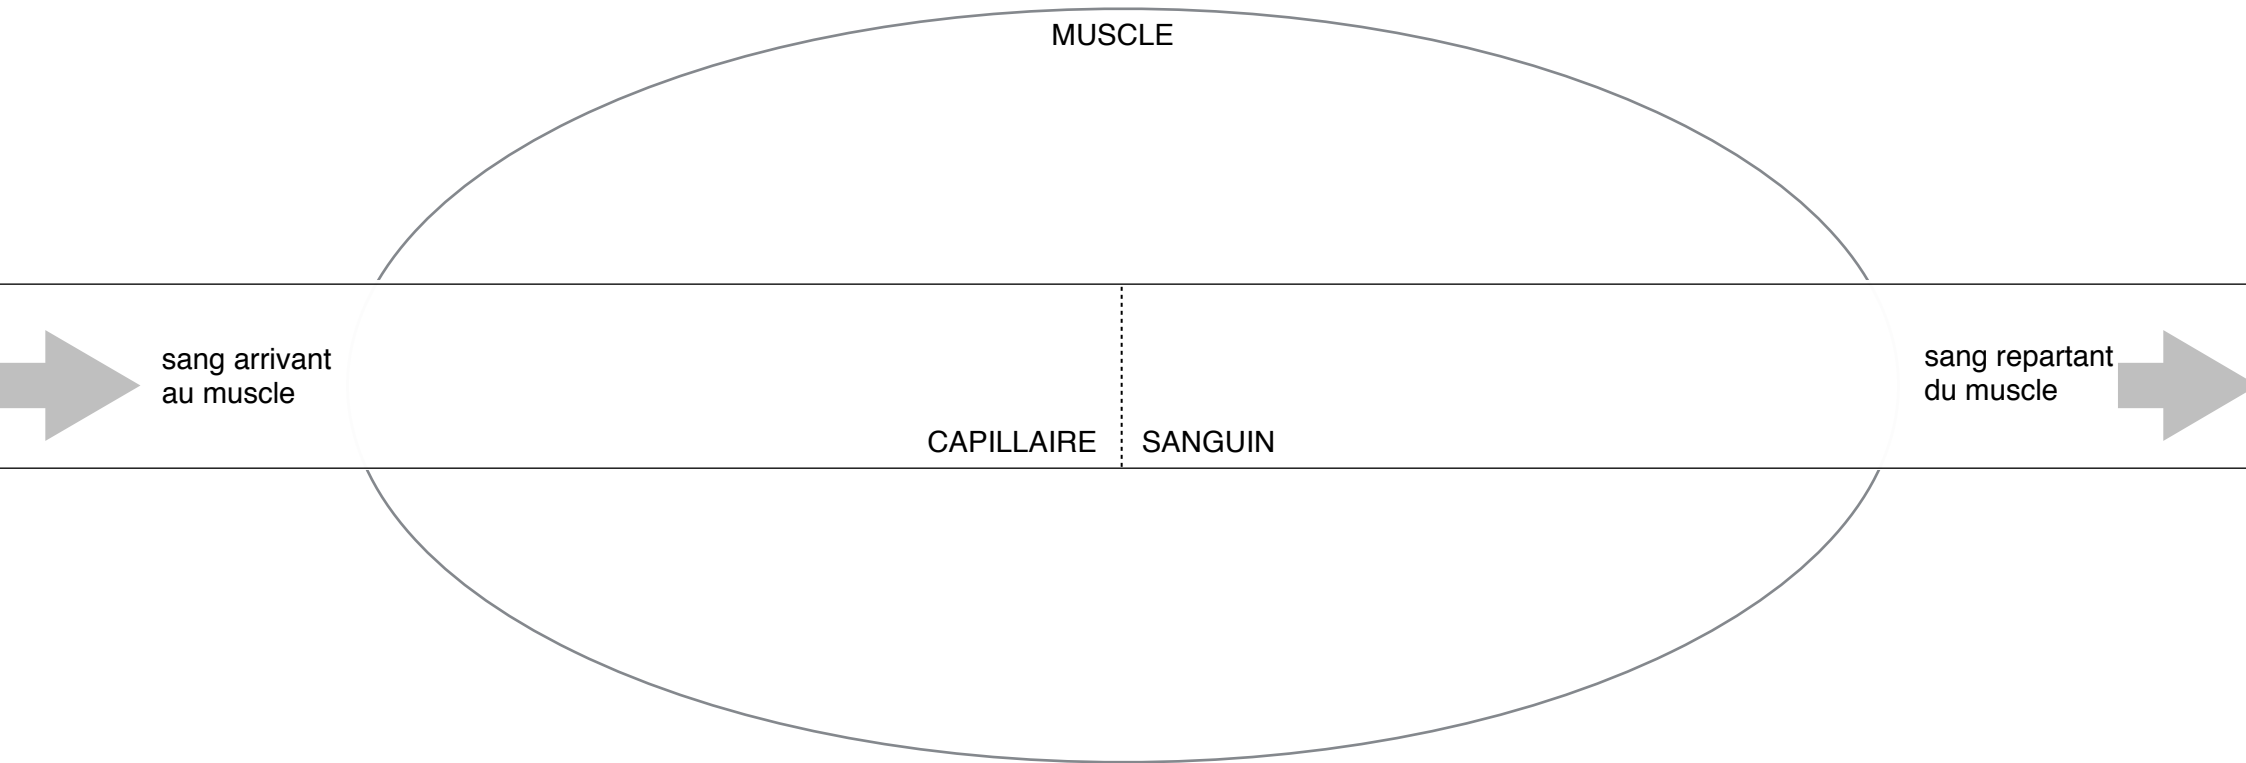 MUSCLE
sang arrivant
au muscle
sang repartant
du muscle
CAPILLAIRE SANGUIN